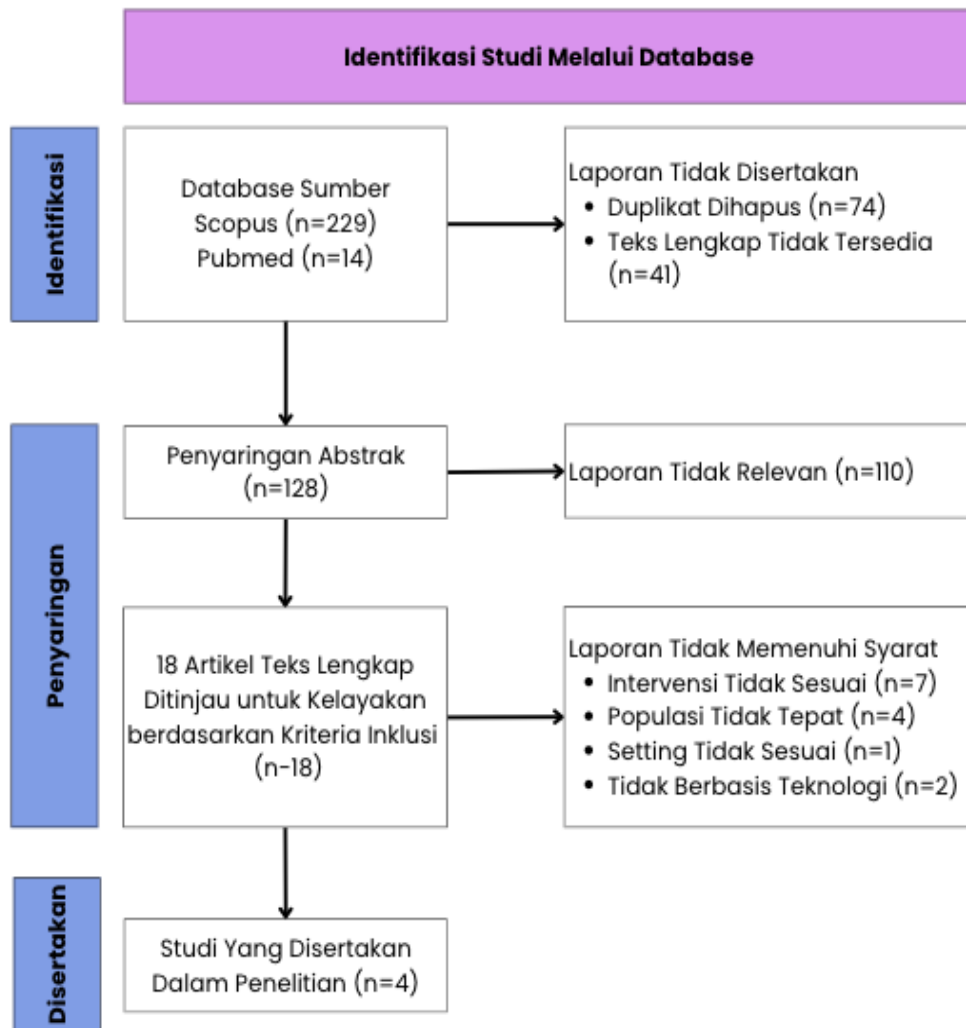 Identifikasi Studi Melalui Database
Identifikasi
Database Sumber
Scopus (n=229)
Pubmed (n=14)
Laporan Tidak Disertakan
• Duplikat Dihapus (n=74)
• Teks Lengkap Tidak Tersedia
(n=41)
Penyaringan
Penyaringan Abstrak
(n=128)
Laporan Tidak Relevan (n=110)
18 Artikel Teks Lengkap
Ditinjau untuk Kelayakan
berdasarkan Kriteria Inklusi
(n-18)
Laporan Tidak Memenuhi Syarat
• Intervensi Tidak Sesuai (n=7)
• Populasi Tidak Tepat (n=4)
• Setting Tidak Sesuai (n=1)
• Tidak Berbasis Teknologi (n=2)
Disertakan
Studi Yang Disertakan
Dalam Penelitian (n=4)